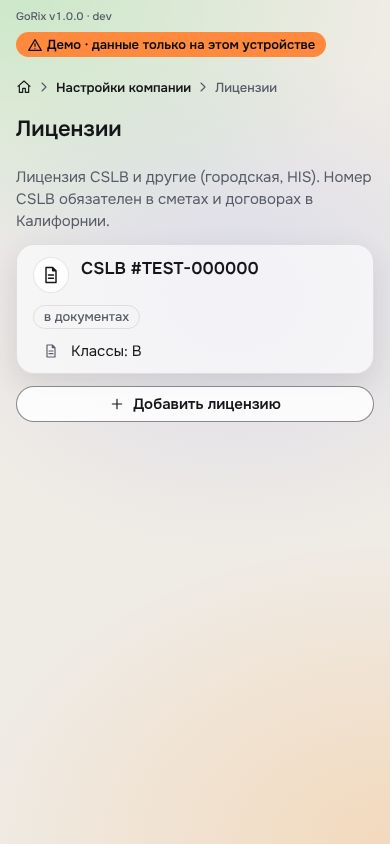 GoRix v1.0.0 · dev
Демо · данные только на этом устройстве
Настройки компании
Лицензии
Лицензии
Лицензия CSLB и другие (городская, HIS). Номер
CSLB обязателен в сметах и договорах в
Калифорнии.
CSLB #TEST-000000
в документах
Классы: B
Добавить лицензию